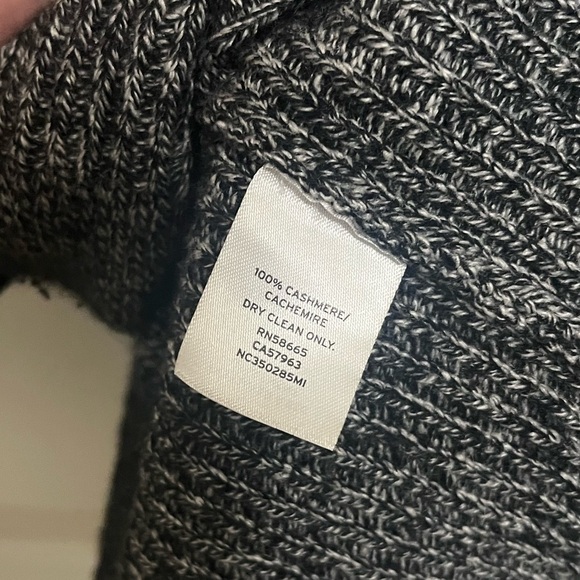 100% CASHMERE/
CACHEMIRE
DRY CLEAN ONLY.
RN58665
CA57963
NC350285MI